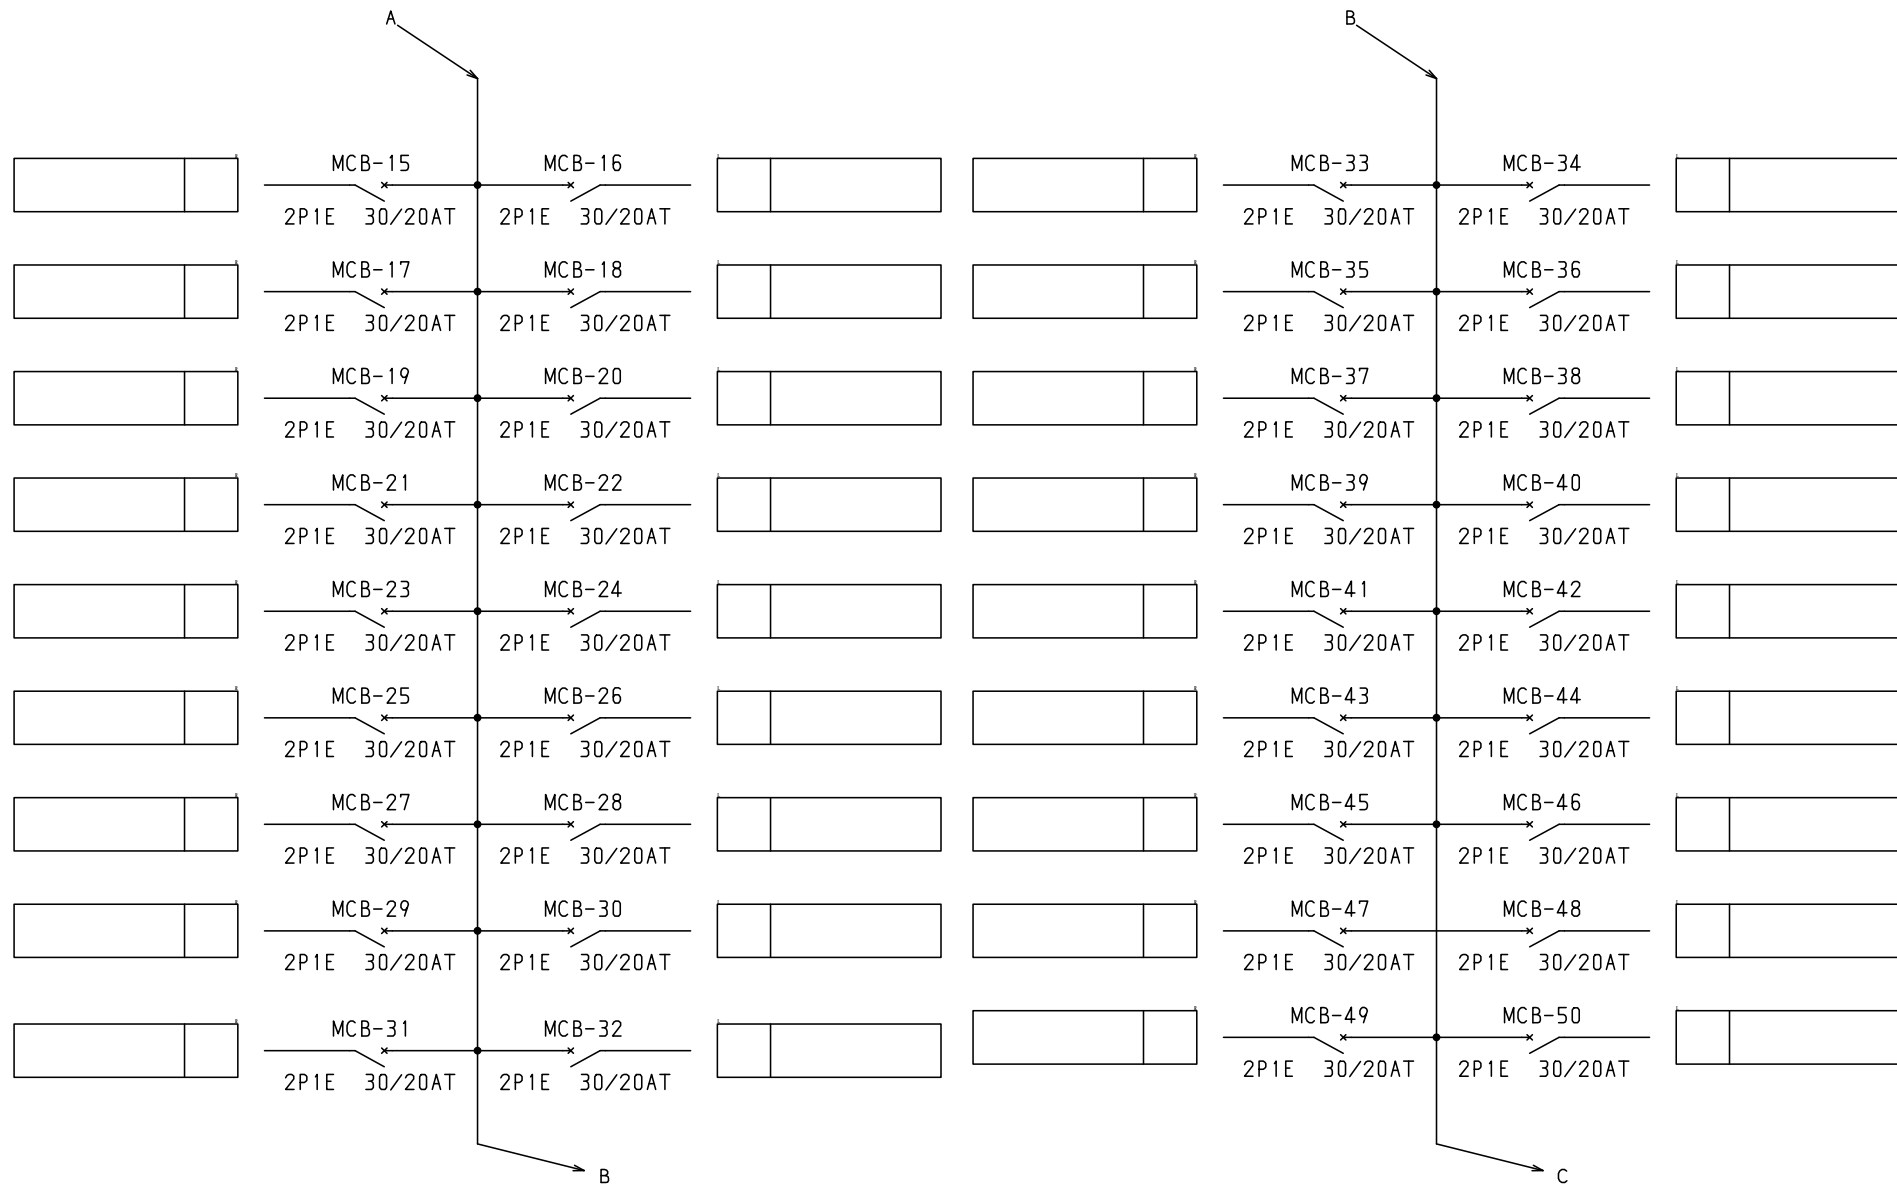 A
B
MCB-15 MCB-16 MCB-33 MCB-34
2P1E 30/20AT 2P1E 30/20AT 2P1E 30/20AT 2P1E 30/20AT
MCB-17 MCB-18 MCB-35 MCB-36
2P1E 30/20AT 2P1E 30/20AT 2P1E 30/20AT 2P1E 30/20AT
MCB-19 MCB-20 MCB-37 MCB-38
2P1E 30/20AT 2P1E 30/20AT 2P1E 30/20AT 2P1E 30/20AT
MCB-21 MCB-22 MCB-39 MCB-40
2P1E 30/20AT 2P1E 30/20AT 2P1E 30/20AT 2P1E 30/20AT
MCB-23 MCB-24 MCB-41 MCB-42
2P1E 30/20AT 2P1E 30/20AT 2P1E 30/20AT 2P1E 30/20AT
MCB-25 MCB-26 MCB-43 MCB-44
2P1E 30/20AT 2P1E 30/20AT 2P1E 30/20AT 2P1E 30/20AT
MCB-27 MCB-28 MCB-45 MCB-46
2P1E 30/20AT 2P1E 30/20AT 2P1E 30/20AT 2P1E 30/20AT
MCB-29 MCB-30 MCB-47 MCB-48
2P1E 30/20AT 2P1E 30/20AT 2P1E 30/20AT 2P1E 30/20AT
MCB-31 MCB-32 MCB-49 MCB-50
2P1E 30/20AT 2P1E 30/20AT 2P1E 30/20AT 2P1E 30/20AT
B
C